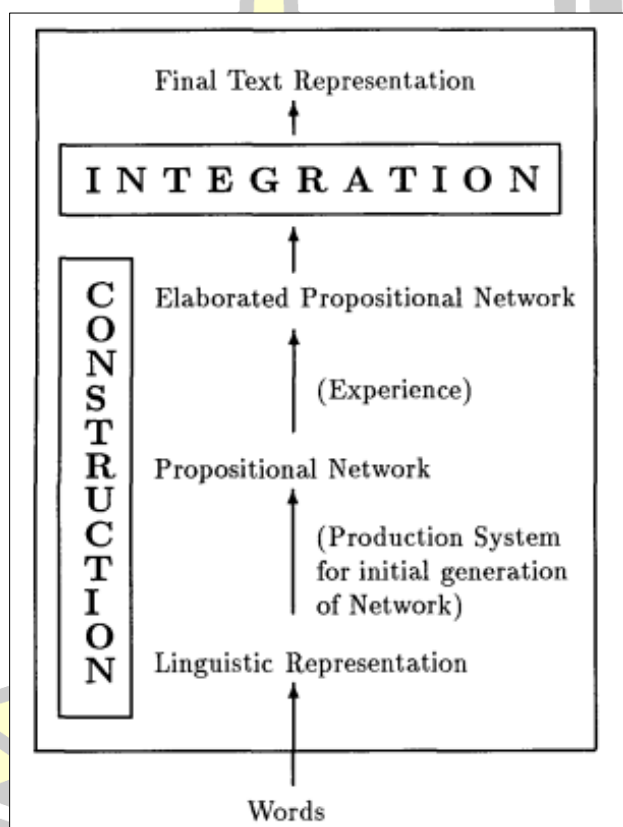 Final Text Representation
INTEGRATION
CONSTRUCTION
Elaborated Propositional Network
(Experience)
Propositional Network
(Production System
for initial generation
of Network)
Linguistic Representation
Words